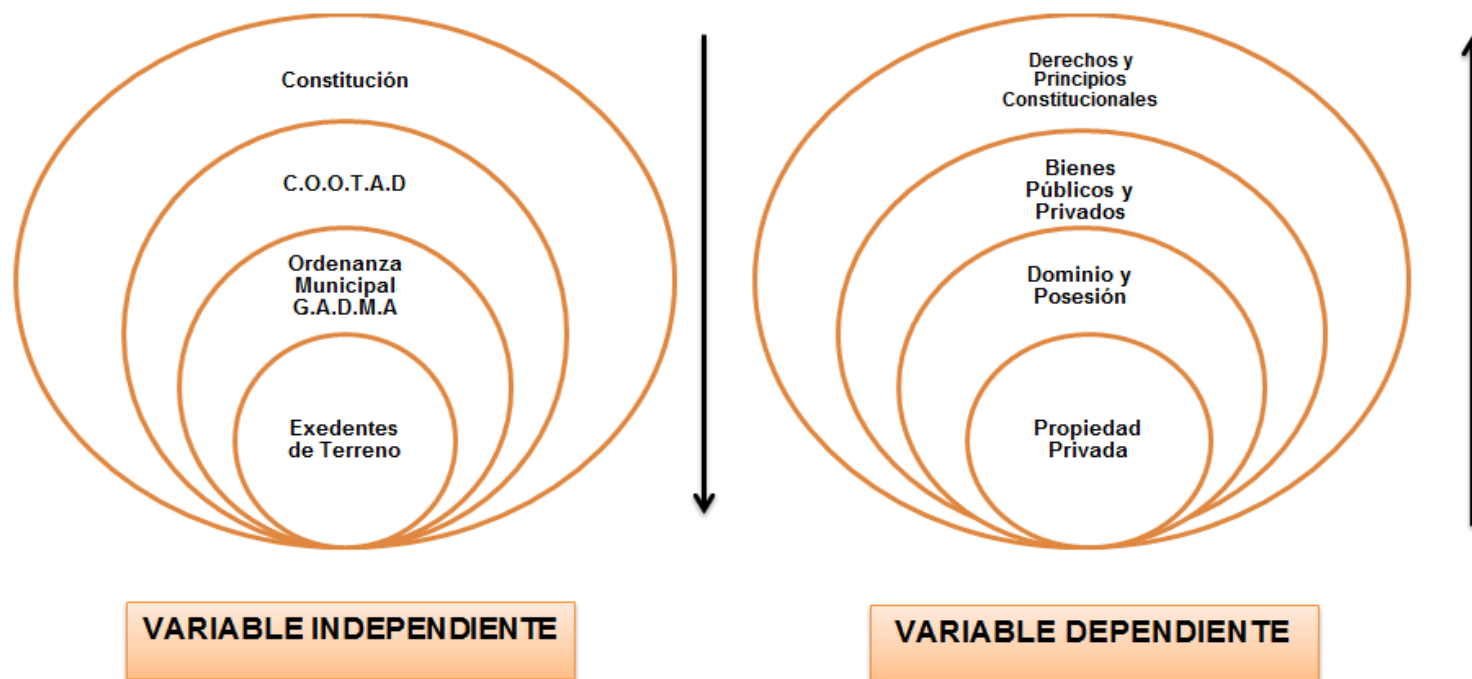 Constitución
C.O.O.T.A.D
Ordenanza
Municipal
G.A.D.M.A
Exedentes
de Terreno
VARIABLE INDEPENDIENTE
Derechos y
Principios
Constitucionales
Bienes
Públicos y
Privados
Dominio y
Posesión
Propiedad
Privada
VARIABLE DEPENDIENTE